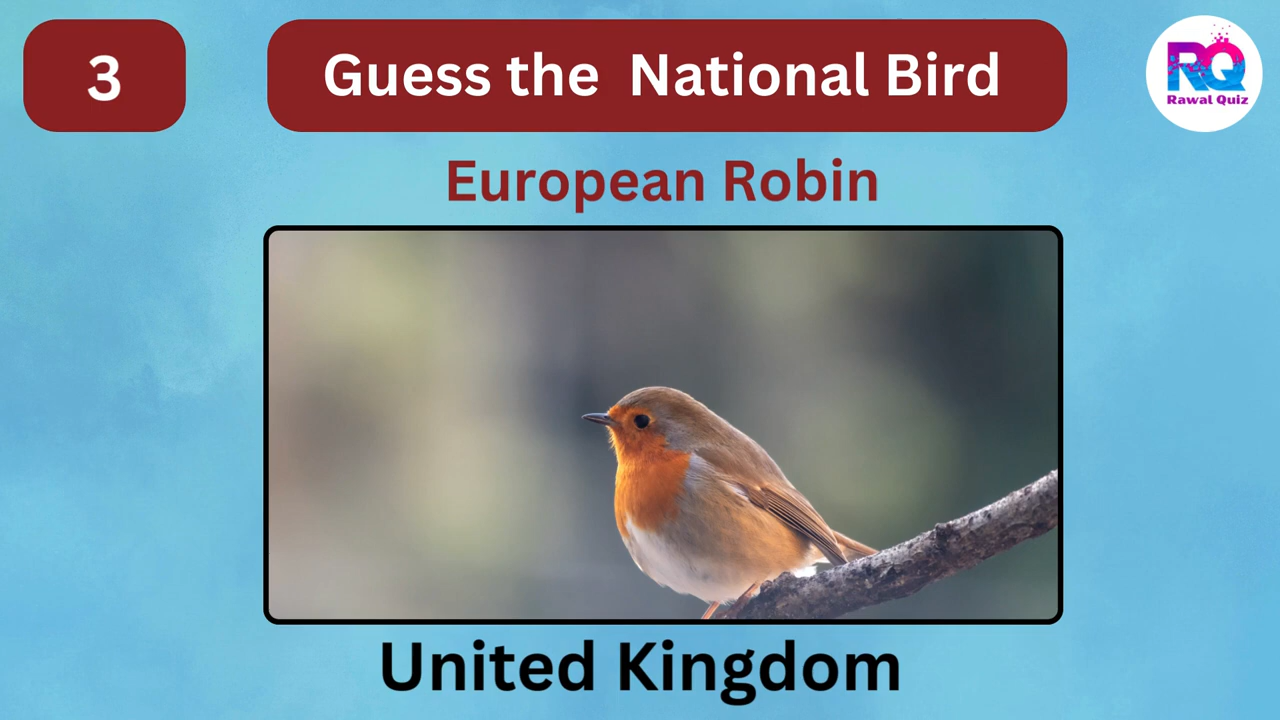 3
Guess the National Bird
RQ
Rawal Quiz
European Robin
United Kingdom